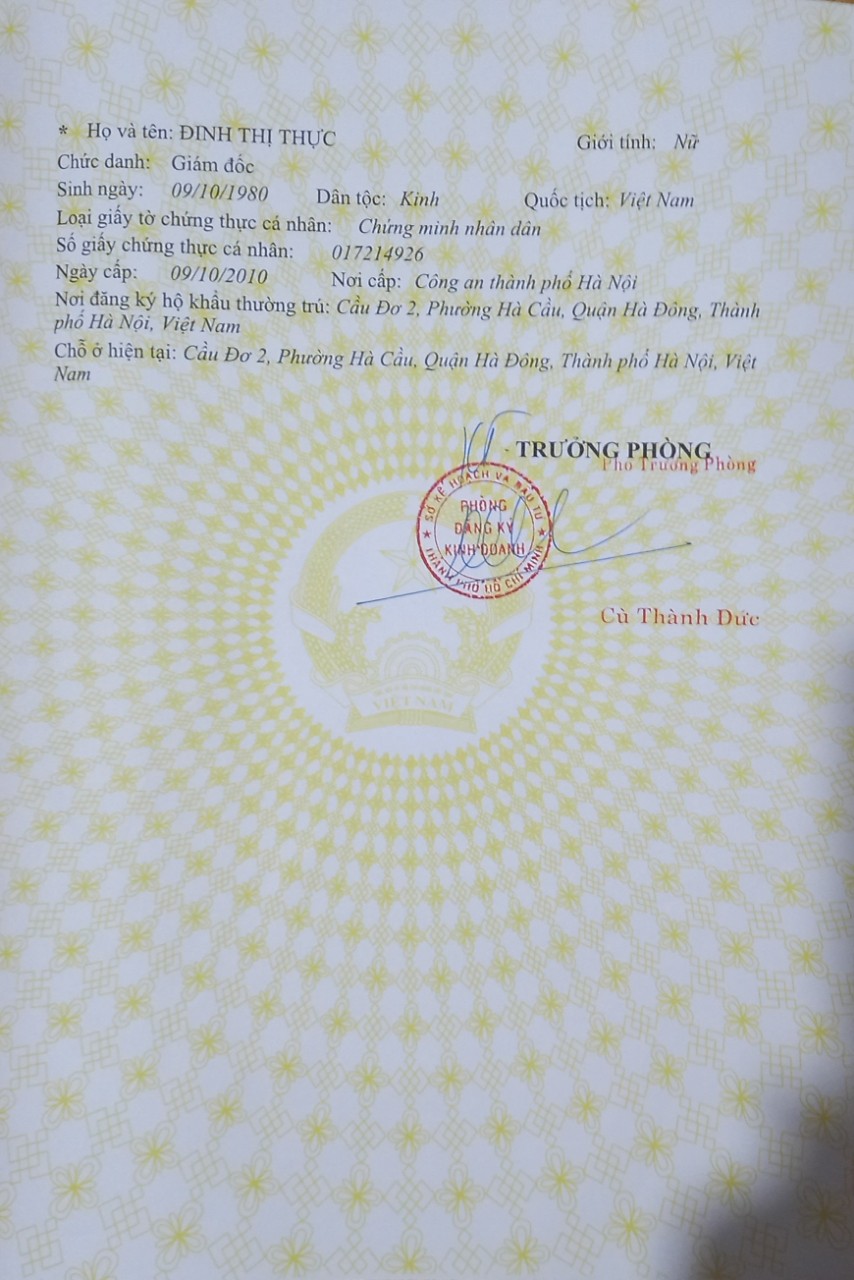 * Họ và tên: ĐINH THỊ THỰC Giới tính: Nữ
Chức danh: Giám đốc
Sinh ngày: 09/10/1980 Dân tộc: Kinh Quốc tịch: Việt Nam
Loại giấy tờ chứng thực cá nhân: Chứng minh nhân dân
Số giấy chứng thực cá nhân: 017214926
Ngày cấp: 09/10/2010 Nơi cấp: Công an thành phố Hà Nội
Nơi đăng ký hộ khẩu thường trú: Cầu Đơ 2, Phường Hà Cầu, Quận Hà Đông, Thành
phố Hà Nội, Việt Nam
Chỗ ở hiện tại: Cầu Đơ 2, Phường Hà Cầu, Quận Hà Đông, Thành phố Hà Nội, Việt
Nam
TRƯỞNG PHÒNG
Phó Trưởng Phòng
SỞ KẾ HOẠCH VÀ ĐẦU TƯ
PHÒNG
ĐĂNG KÝ
KINH DOANH
THÀNH PHỐ HỒ CHÍ MINH
Cù Thành Đức
VIỆT NAM